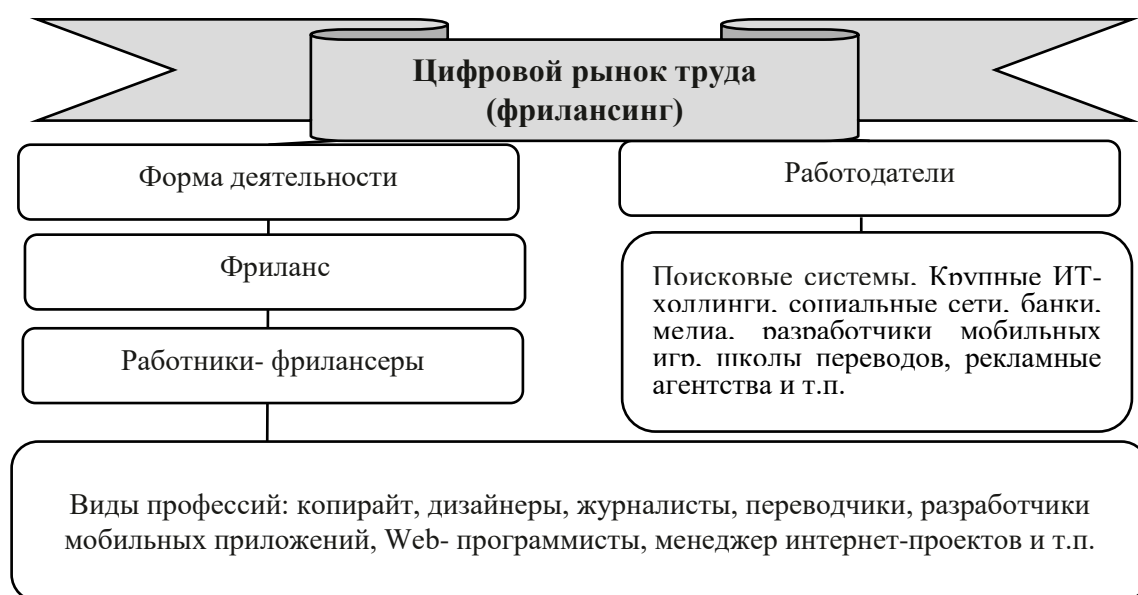 Цифровой рынок труда
(фрилансинг)
Форма деятельности
Работодатели
Фриланс
Работники- фрилансеры
Поисковые системы. Крупные ИТ-
холдинги, социальные сети, банки,
медиа, разработчики мобильных
игр, школы переводов, рекламные
агентства и т.п.
Виды профессий: копирайт, дизайнеры, журналисты, переводчики, разработчики
мобильных приложений, Web- программисты, менеджер интернет-проектов и т.п.